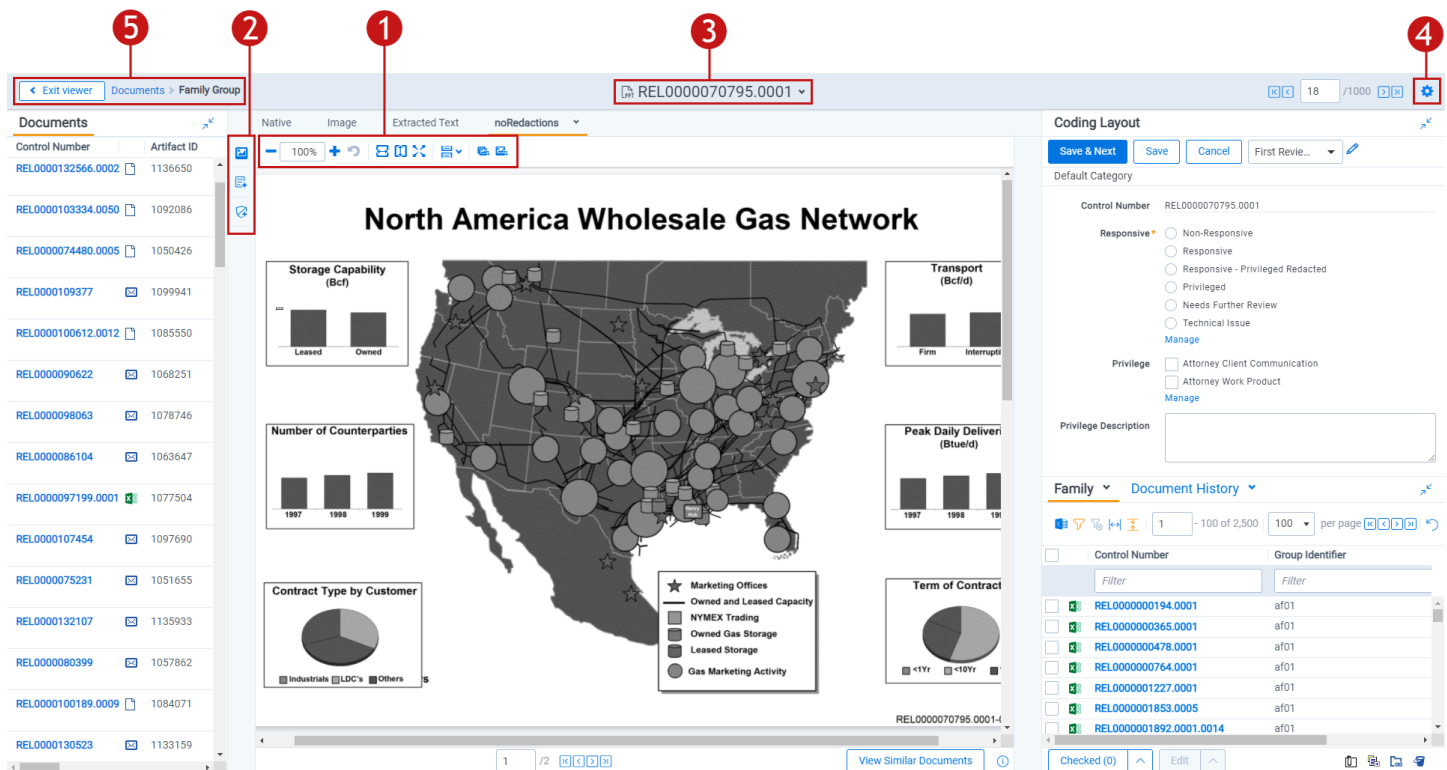 5
2
1
3
4
Exit viewer
Documents > Family Group
REL0000070795.0001
18 /1000
Documents
Control Number Artifact ID
REL0000132566.0002 1136650
REL0000103334.0050 1092086
REL0000074480.0005 1050426
REL0000109377 1099941
REL0000100612.0012 1085550
REL0000090622 1068251
REL0000098063 1078746
REL0000086104 1063647
REL0000097199.0001 1077504
REL0000107454 1097690
REL0000075231 1051655
REL0000132107 1135933
REL0000080399 1057862
REL0000100189.0009 1084071
REL0000130523 1133159
Native Image Extracted Text noRedactions
100%
North America Wholesale Gas Network
Storage Capability
(Bcf)
Leased Owned
Number of Counterparties
1997 1998 1999
Contract Type by Customer
Industrials LDC's Others
s
Henry
Hub
Marketing Offices
Owned and Leased Capacity
NYMEX Trading
Owned Gas Storage
Leased Storage
Gas Marketing Activity
Transport
(Bcf/d)
Firm Interrupti
Peak Daily Deliveri
(Btue/d)
1997 1998 199
Term of Contract
<1Yr <10Yr
REL0000070795.0001-0
1 /2
View Similar Documents
Coding Layout
Save & Next Save Cancel First Revie...
Default Category
Control Number REL0000070795.0001
Responsive* Non-Responsive
Responsive
Responsive - Privileged Redacted
Privileged
Needs Further Review
Technical Issue
Manage
Privilege Attorney Client Communication
Attorney Work Product
Manage
Privilege Description
Family Document History
1 - 100 of 2,500 100 per page
Control Number Group Identifier
Filter Filter
REL0000000194.0001 af01
REL0000000365.0001 af01
REL0000000478.0001 af01
REL0000000764.0001 af01
REL0000001227.0001 af01
REL0000001853.0005 af01
REL0000001892.0001.0014 af01
Checked (0) Edit